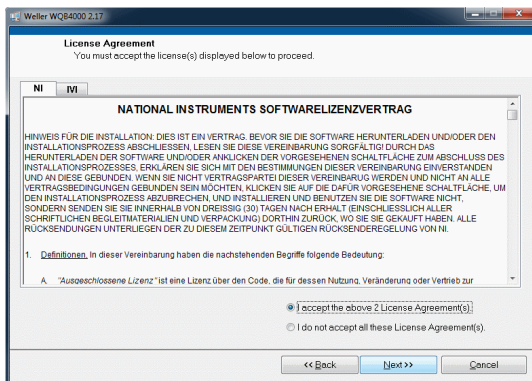 Weller WQB4000 2.17
License Agreement
You must accept the license(s) displayed below to proceed.
NI IVI
NATIONAL INSTRUMENTS SOFTWARELIZENZVERTRAG
HINWEIS FÜR DIE INSTALLATION: DIES IST EIN VERTRAG. BEVOR SIE DIE SOFTWARE HERUNTERLADEN UND/ODER DEN
INSTALLATIONSPROZESS ABSCHLIESSEN, LESEN SIE DIESE VEREINBARUNG SORGFÄLTIG! DURCH DAS
HERUNTERLADEN DER SOFTWARE UND/ODER ANKLICKEN DER VORGESEHENEN SCHALTFLÄCHE ZUM ABSCHLUSS DES
INSTALLATIONSPROZESSES, ERKLÄREN SIE SICH MIT DEN BESTIMMUNGEN DIESER VEREINBARUNG EINVERSTANDEN
UND AN DIESE GEBUNDEN. WENN SIE NICHT VERTRAGSPARTEI DIESER VEREINBARUG WERDEN UND NICHT AN ALLE
VERTRAGSBEDINGUNGEN GEBUNDEN SEIN MÖCHTEN, KLICKEN SIE AUF DIE DAFÜR VORGESEHENE SCHALTFLÄCHE, UM
DEN INSTALLATIONSPROZESS ABZUBRECHEN, UND INSTALLIEREN UND BENUTZEN SIE DIE SOFTWARE NICHT,
SONDERN SENDEN SIE SIE INNERHALB VON DREISSIG (30) TAGEN NACH ERHALT (EINSCHLIESSLICH ALLER
SCHRIFTLICHEN BEGLEITMATERIALIEN UND VERPACKUNG) DORTHIN ZURÜCK, WO SIE SIE GEKAUFT HABEN. ALLE
RÜCKSENDUNGEN UNTERLIEGEN DER ZU DIESEM ZEITPUNKT GÜLTIGEN RÜCKSENDEREGELUNG VON NI.
1. Definitionen. In dieser Vereinbarung haben die nachstehenden Begriffe folgende Bedeutung:
A. "Ausgeschlossene Lizenz" ist eine Lizenz über den Code, die für dessen Nutzung, Veränderung oder Vertrieb zur
I accept the above 2 License Agreement(s).
I do not accept all these License Agreement(s).
<< Back Next >> Cancel